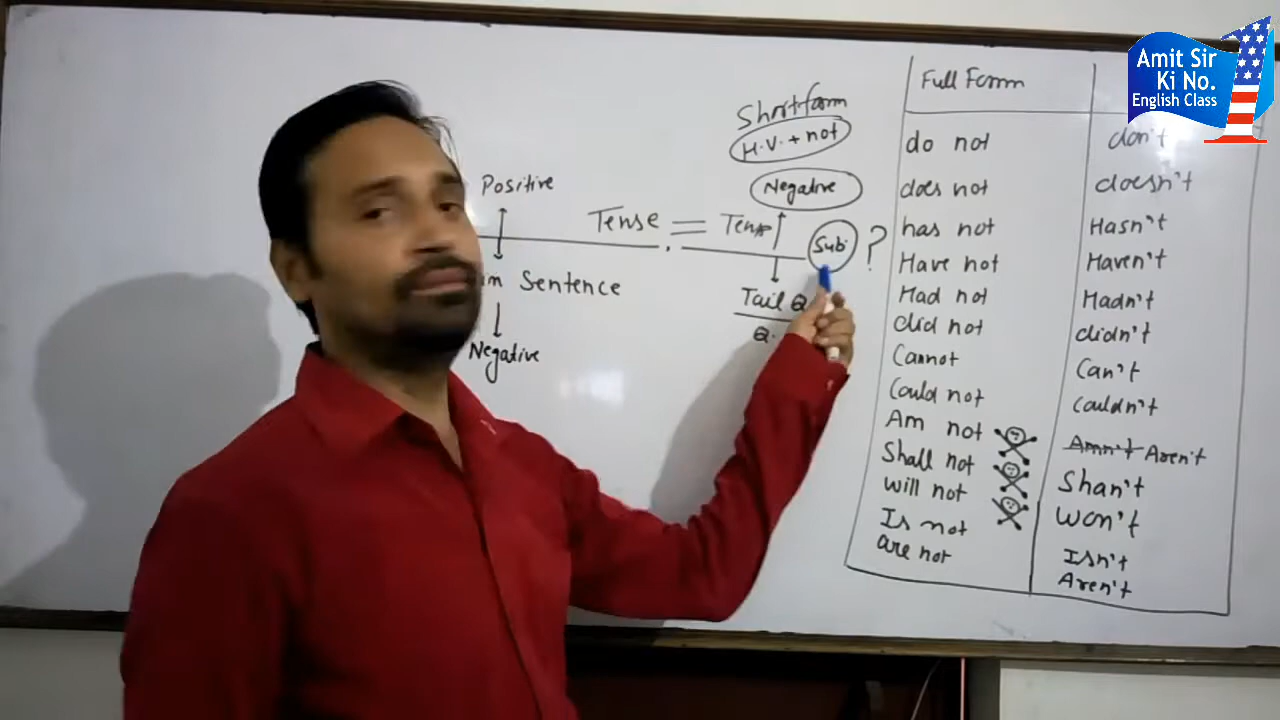 Amit Sir
Ki No.
English Class
Short form
H.V. + not
Negative
Positive
Tense = Tense
Sub ?
Sentence
Tail Q
Q.
Negative
Full Form
do not don't
does not doesn't
has not Hasn't
Have not Haven't
Had not Hadn't
did not didn't
Cannot Can't
Could not Couldn't
Am not Amn't Aren't
Shall not Shan't
will not Won't
Is not Isn't
are not Aren't